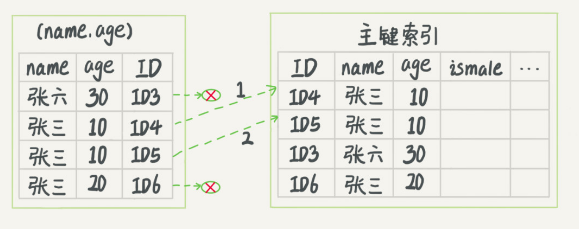 (name,age)
name age ID
张六 30 ID3
张三 10 ID4
张三 10 ID5
张三 20 ID6
1
2
主键索引
ID name age ismale ...
ID4 张三 10
ID5 张三 10
ID3 张六 30
ID6 张三 20